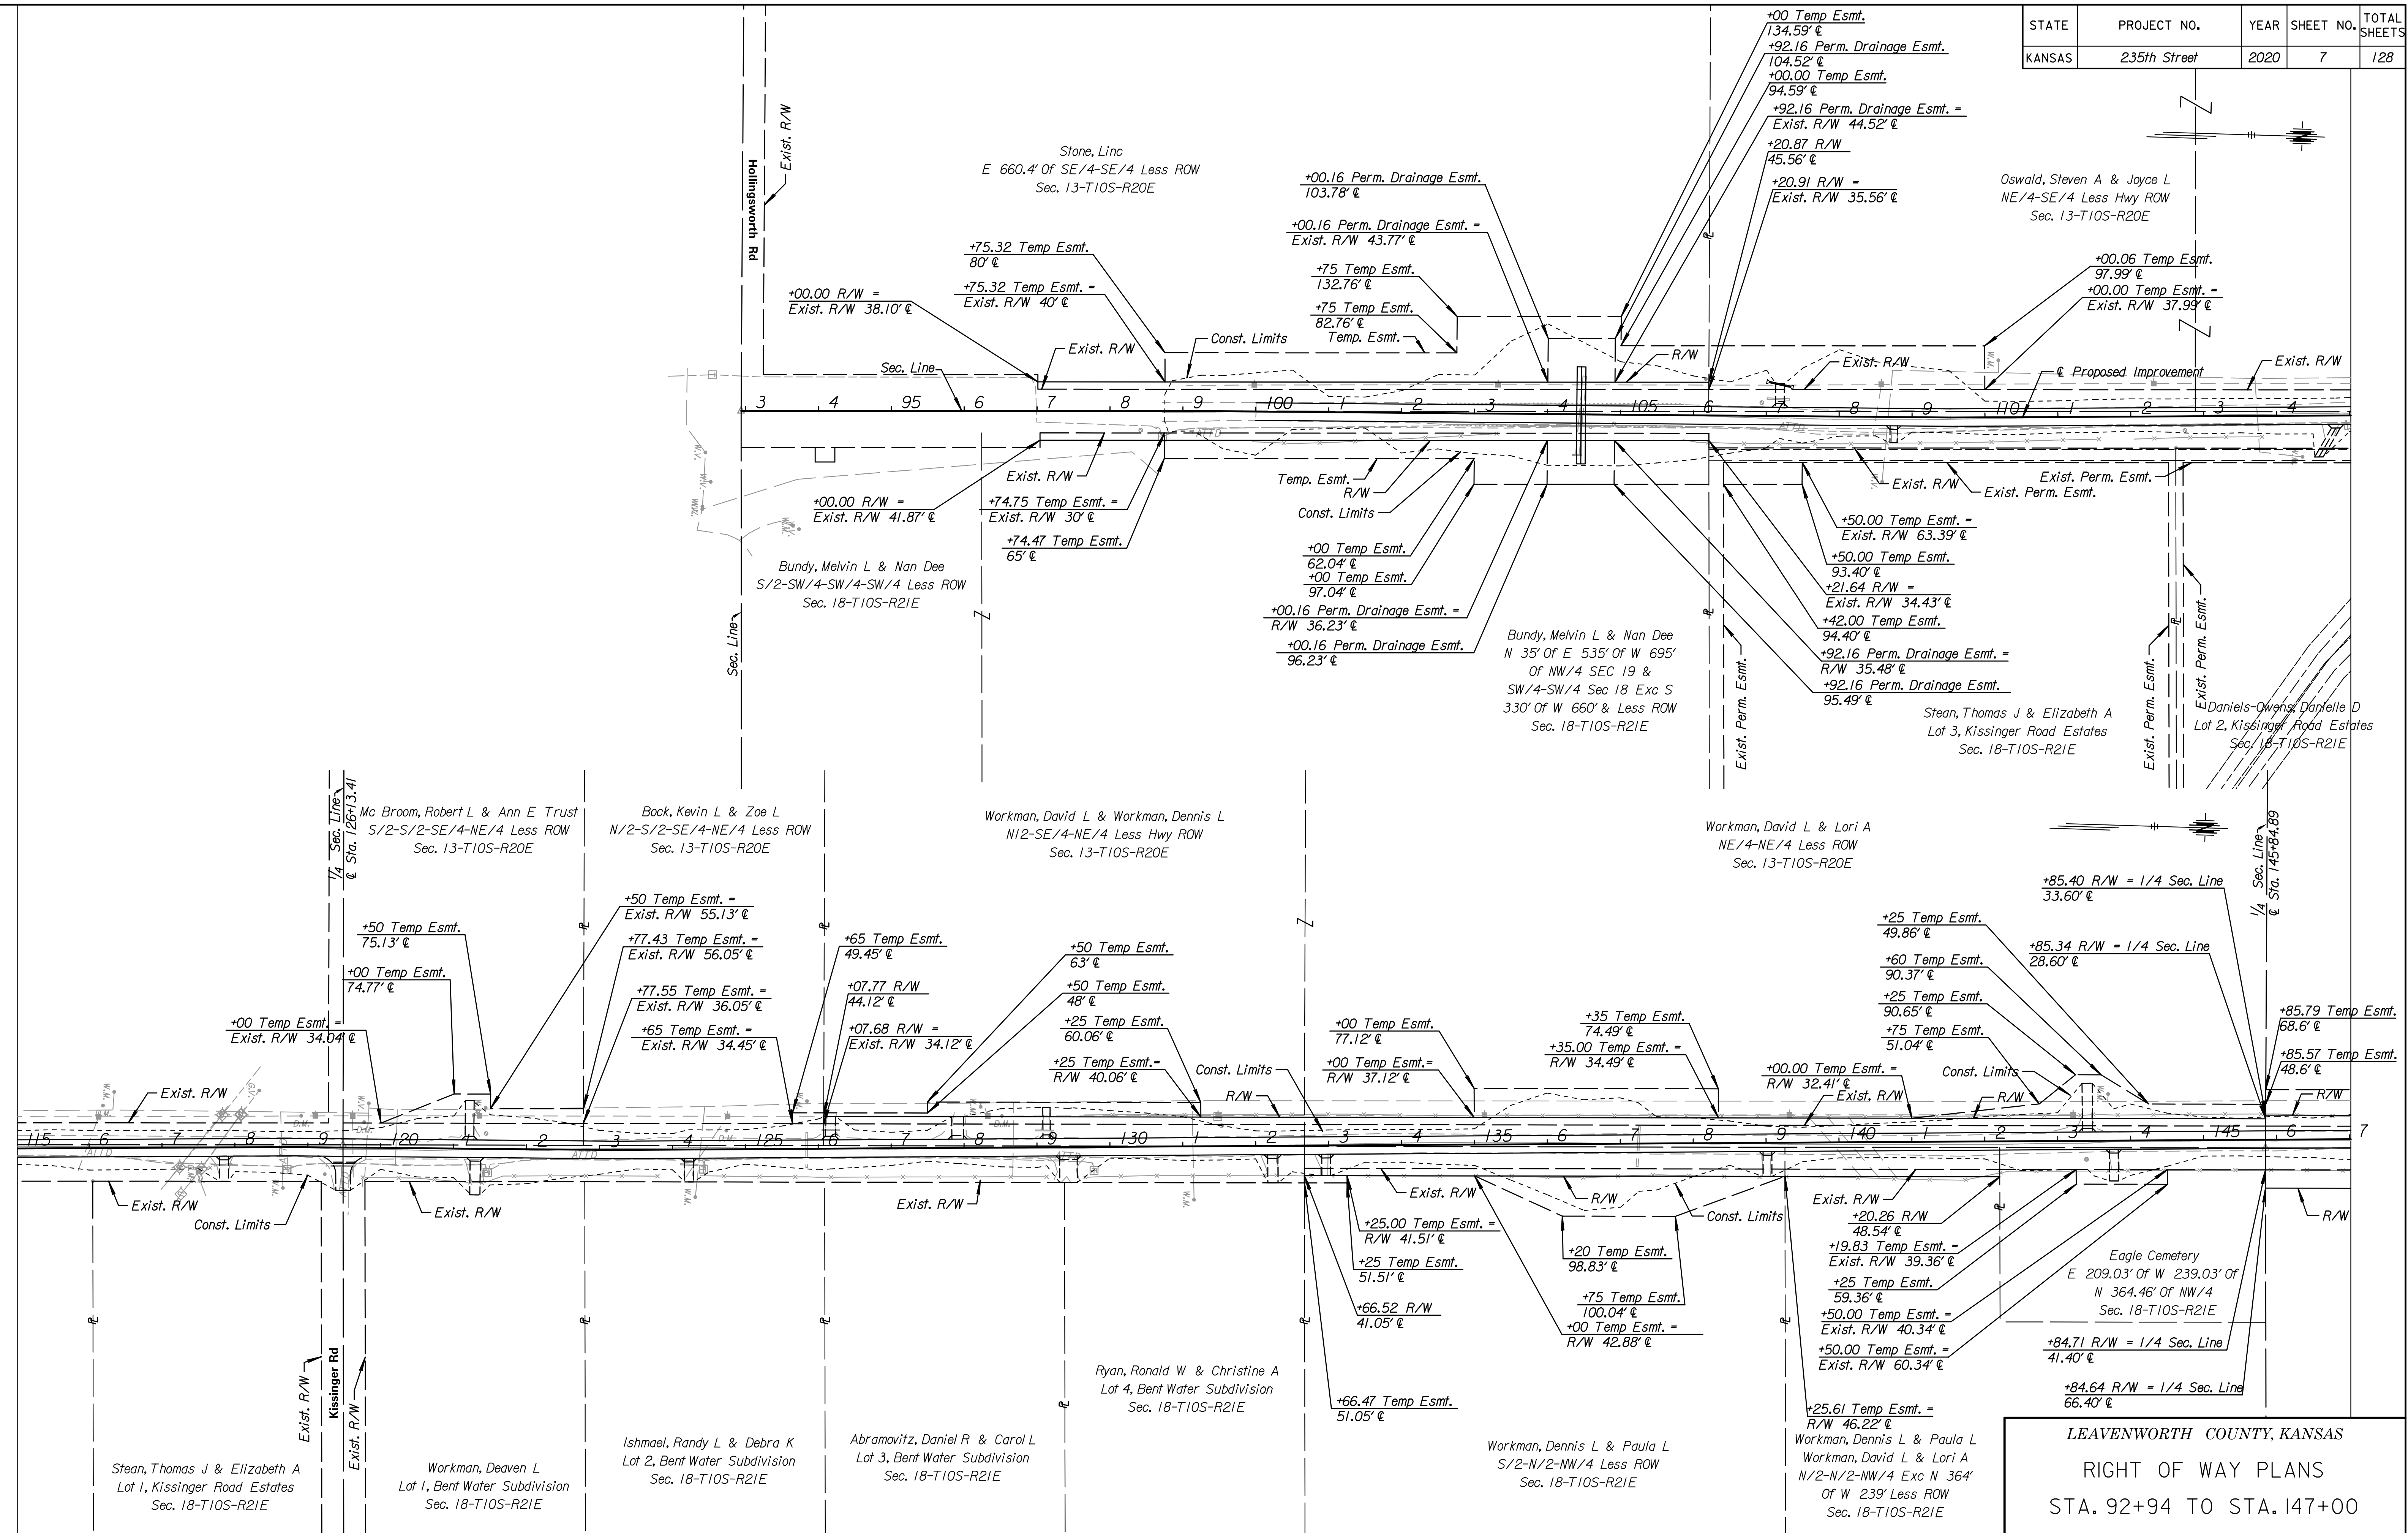 STATE PROJECT NO. YEAR SHEET NO. TOTAL SHEETS
KANSAS 235th Street 2020 7 128
+00 Temp Esmt.
134.59' ℄
+92.16 Perm. Drainage Esmt.
104.52' ℄
+00.00 Temp Esmt.
94.59' ℄
+92.16 Perm. Drainage Esmt. =
Exist. R/W 44.52' ℄
+20.87 R/W
45.56' ℄
+20.91 R/W =
Exist. R/W 35.56' ℄
N
Hollingsworth Rd
Exist. R/W
Stone, Linc
E 660.4' Of SE/4-SE/4 Less ROW
Sec. 13-T10S-R20E
Oswald, Steven A & Joyce L
NE/4-SE/4 Less Hwy ROW
Sec. 13-T10S-R20E
+00.16 Perm. Drainage Esmt.
103.78' ℄
+00.16 Perm. Drainage Esmt. =
Exist. R/W 43.77' ℄
+75 Temp Esmt.
132.76' ℄
+75 Temp Esmt.
82.76' ℄
Temp. Esmt.
+75.32 Temp Esmt.
80' ℄
+75.32 Temp Esmt. =
Exist. R/W 40' ℄
+00.00 R/W =
Exist. R/W 38.10' ℄
+00.06 Temp Esmt.
97.99' ℄
+00.00 Temp Esmt. =
Exist. R/W 37.99' ℄
Const. Limits
Exist. R/W
R/W
Exist. R/W
Exist. R/W
Sec. Line
℄ Proposed Improvement
3 4 95 6 7 8 9 100 1 2 3 4 105 6 7 8 9 110 1 2 3 4
Exist. R/W
+00.00 R/W =
Exist. R/W 41.87' ℄
+74.75 Temp Esmt. =
Exist. R/W 30' ℄
+74.47 Temp Esmt.
65' ℄
Temp. Esmt.
R/W
Const. Limits
+00 Temp Esmt.
62.04' ℄
+00 Temp Esmt.
97.04' ℄
+00.16 Perm. Drainage Esmt. =
R/W 36.23' ℄
+00.16 Perm. Drainage Esmt.
96.23' ℄
Exist. R/W
Exist. Perm. Esmt.
Exist. Perm. Esmt.
+50.00 Temp Esmt. =
Exist. R/W 63.39' ℄
+50.00 Temp Esmt.
93.40' ℄
+21.64 R/W =
Exist. R/W 34.43' ℄
+42.00 Temp Esmt.
94.40' ℄
+92.16 Perm. Drainage Esmt. =
R/W 35.48' ℄
+92.16 Perm. Drainage Esmt.
95.49' ℄
Sec. Line
Bundy, Melvin L & Nan Dee
S/2-SW/4-SW/4-SW/4 Less ROW
Sec. 18-T10S-R21E
Bundy, Melvin L & Nan Dee
N 35' Of E 535' Of W 695'
Of NW/4 SEC 19 &
SW/4-SW/4 Sec 18 Exc S
330' Of W 660' & Less ROW
Sec. 18-T10S-R21E
Exist. Perm. Esmt.
Stean, Thomas J & Elizabeth A
Lot 3, Kissinger Road Estates
Sec. 18-T10S-R21E
Exist. Perm. Esmt.
Exist. Perm. Esmt.
Daniels-Owens, Danielle D
Lot 2, Kissinger Road Estates
Sec. 18-T10S-R21E
1/4 Sec. Line
℄ Sta. 126+13.41
Mc Broom, Robert L & Ann E Trust
S/2-S/2-SE/4-NE/4 Less ROW
Sec. 13-T10S-R20E
Bock, Kevin L & Zoe L
N/2-S/2-SE/4-NE/4 Less ROW
Sec. 13-T10S-R20E
Workman, David L & Workman, Dennis L
N12-SE/4-NE/4 Less Hwy ROW
Sec. 13-T10S-R20E
Workman, David L & Lori A
NE/4-NE/4 Less ROW
Sec. 13-T10S-R20E
N
1/4 Sec. Line
℄ Sta. 145+84.89
+00 Temp Esmt. =
Exist. R/W 34.04' ℄
+00 Temp Esmt.
74.77' ℄
+50 Temp Esmt.
75.13' ℄
+50 Temp Esmt. =
Exist. R/W 55.13' ℄
+77.43 Temp Esmt. =
Exist. R/W 56.05' ℄
+77.55 Temp Esmt. =
Exist. R/W 36.05' ℄
+65 Temp Esmt. =
Exist. R/W 34.45' ℄
+65 Temp Esmt.
49.45' ℄
+07.77 R/W
44.12' ℄
+07.68 R/W =
Exist. R/W 34.12' ℄
+50 Temp Esmt.
63' ℄
+50 Temp Esmt.
48' ℄
+25 Temp Esmt.
60.06' ℄
+25 Temp Esmt.=
R/W 40.06' ℄
Const. Limits
R/W
+00 Temp Esmt.
77.12' ℄
+00 Temp Esmt. =
R/W 37.12' ℄
+35 Temp Esmt.
74.49' ℄
+35.00 Temp Esmt. =
R/W 34.49' ℄
+00.00 Temp Esmt. =
R/W 32.41' ℄
Exist. R/W
R/W
Const. Limits
+25 Temp Esmt.
49.86' ℄
+60 Temp Esmt.
90.37' ℄
+25 Temp Esmt.
90.65' ℄
+75 Temp Esmt.
51.04' ℄
+85.40 R/W = 1/4 Sec. Line
33.60' ℄
+85.34 R/W = 1/4 Sec. Line
28.60' ℄
+85.79 Temp Esmt.
68.6' ℄
+85.57 Temp Esmt.
48.6' ℄
R/W
Exist. R/W
115 6 7 8 9 120 1 2 3 4 125 6 7 8 9 130 1 2 3 4 135 6 7 8 9 140 1 2 3 4 145 6 7
Exist. R/W
Const. Limits
Exist. R/W
Exist. R/W
Exist. R/W
R/W
Const. Limits
Exist. R/W
R/W
+25.00 Temp Esmt. =
R/W 41.51' ℄
+25 Temp Esmt.
51.51' ℄
+66.52 R/W
41.05' ℄
+66.47 Temp Esmt.
51.05' ℄
+20 Temp Esmt.
98.83' ℄
+75 Temp Esmt.
100.04' ℄
+00 Temp Esmt. =
R/W 42.88' ℄
+20.26 R/W
48.54' ℄
+19.83 Temp Esmt. =
Exist. R/W 39.36' ℄
+25 Temp Esmt.
59.36' ℄
+50.00 Temp Esmt. =
Exist. R/W 40.34' ℄
+50.00 Temp Esmt. =
Exist. R/W 60.34' ℄
+25.61 Temp Esmt. =
R/W 46.22' ℄
Eagle Cemetery
E 209.03' Of W 239.03' Of
N 364.46' Of NW/4
Sec. 18-T10S-R21E
+84.71 R/W = 1/4 Sec. Line
41.40' ℄
+84.64 R/W = 1/4 Sec. Line
66.40' ℄
Exist. R/W
Kissinger Rd
Exist. R/W
Stean, Thomas J & Elizabeth A
Lot 1, Kissinger Road Estates
Sec. 18-T10S-R21E
Workman, Deaven L
Lot 1, Bent Water Subdivision
Sec. 18-T10S-R21E
Ishmael, Randy L & Debra K
Lot 2, Bent Water Subdivision
Sec. 18-T10S-R21E
Abramovitz, Daniel R & Carol L
Lot 3, Bent Water Subdivision
Sec. 18-T10S-R21E
Ryan, Ronald W & Christine A
Lot 4, Bent Water Subdivision
Sec. 18-T10S-R21E
Workman, Dennis L & Paula L
S/2-N/2-NW/4 Less ROW
Sec. 18-T10S-R21E
Workman, Dennis L & Paula L
Workman, David L & Lori A
N/2-N/2-NW/4 Exc N 364'
Of W 239' Less ROW
Sec. 18-T10S-R21E
LEAVENWORTH COUNTY, KANSAS
RIGHT OF WAY PLANS
STA. 92+94 TO STA. 147+00